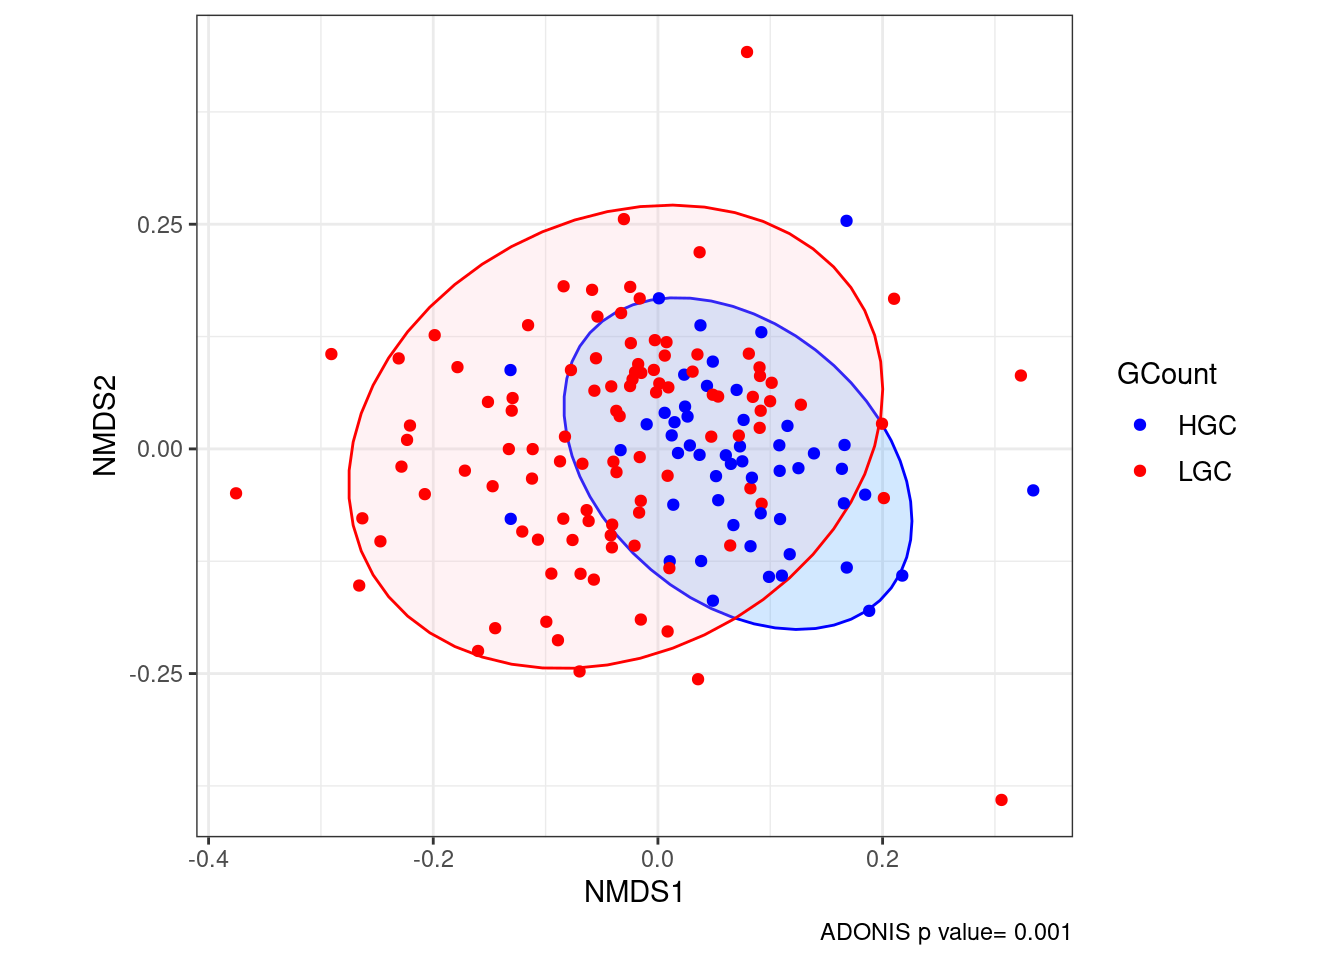 0.25
0.00
-0.25
NMDS2
-0.4
-0.2
0.0
0.2
NMDS1
GCount
HGC
LGC
ADONIS p value= 0.001